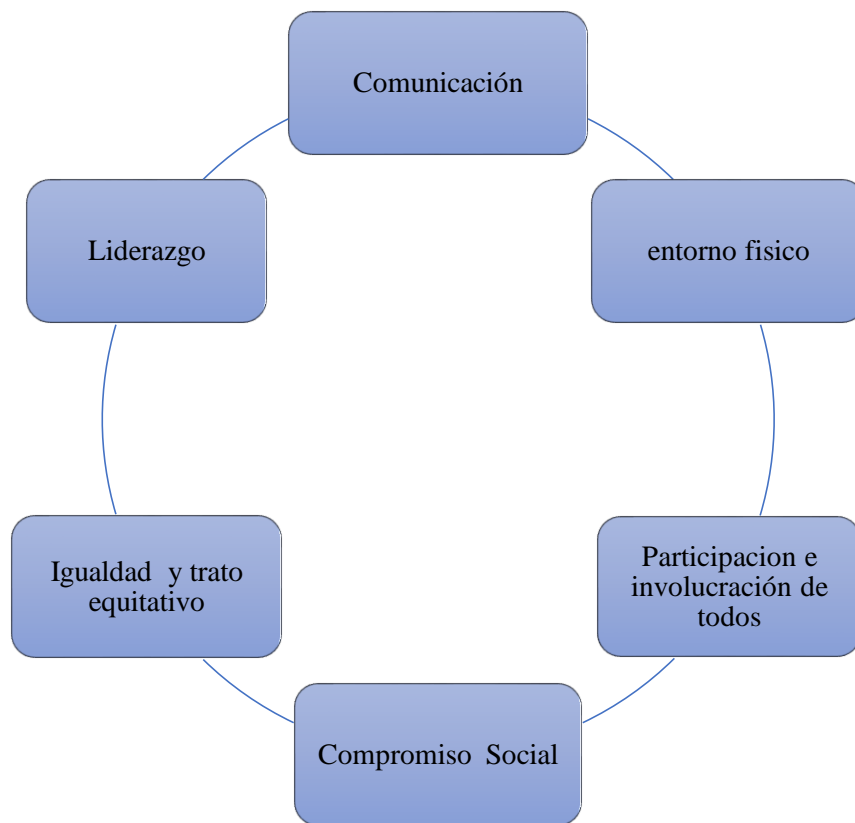 Comunicación
entorno fisico
Participacion e
involucración de
todos
Compromiso Social
Igualdad y trato
equitativo
Liderazgo